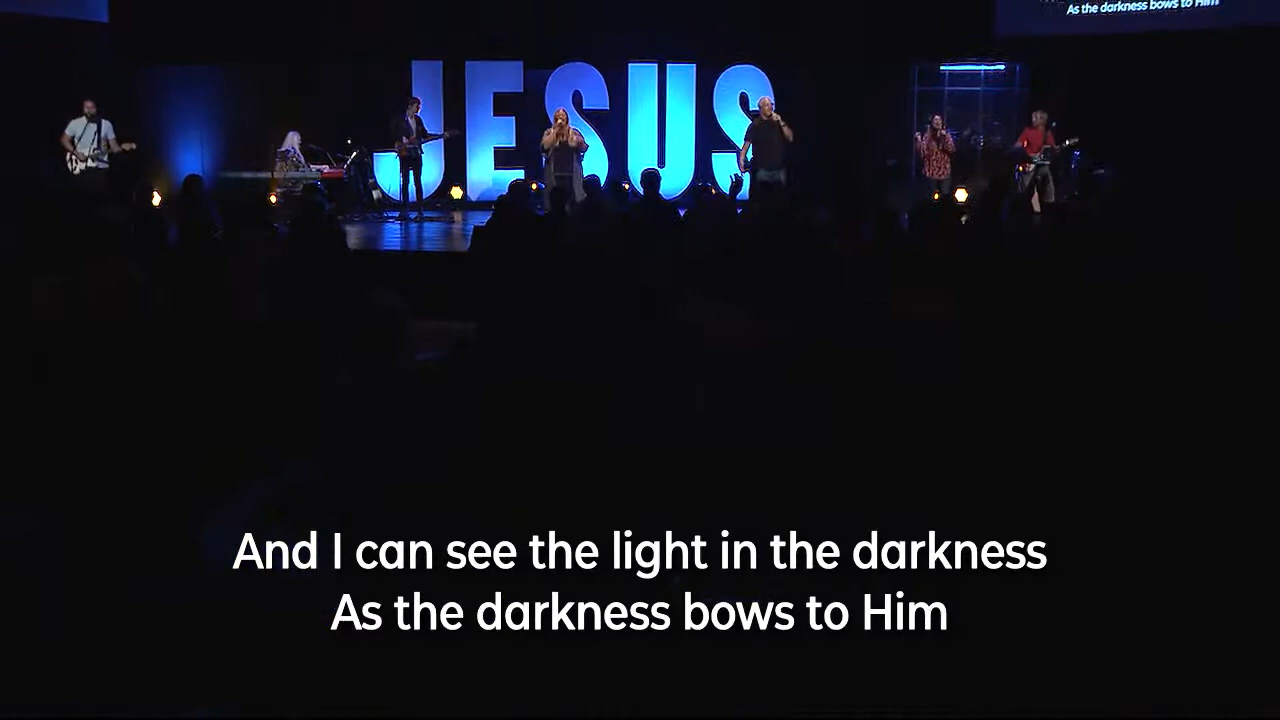 As the darkness bows to Him
JESUS
And I can see the light in the darkness
As the darkness bows to Him